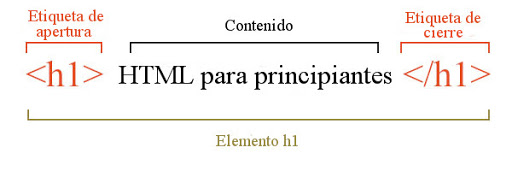 Etiqueta de
apertura
Contenido
Etiqueta de
cierre
<h1> HTML para principiantes </h1>
Elemento h1